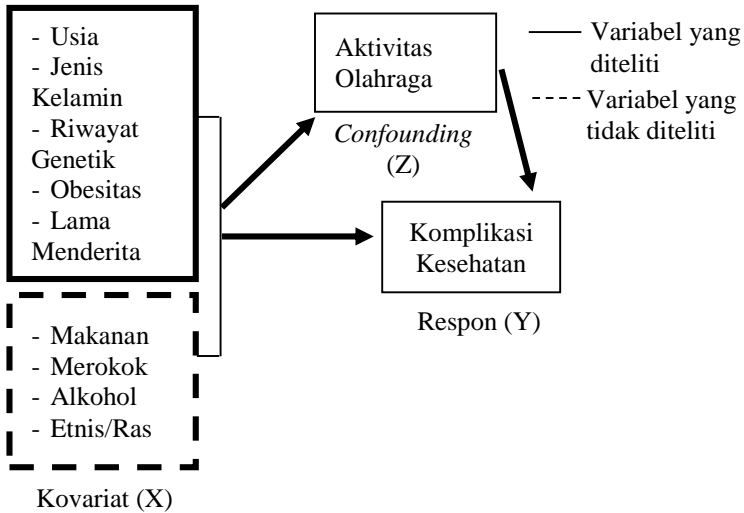 - Usia
- Jenis
Kelamin
- Riwayat
Genetik
- Obesitas
- Lama
Menderita
- Makanan
- Merokok
- Alkohol
- Etnis/Ras
Kovariat (X)
Aktivitas
Olahraga
Confounding
(Z)
Komplikasi
Kesehatan
Respon (Y)
Variabel yang
diteliti
Variabel yang
tidak diteliti